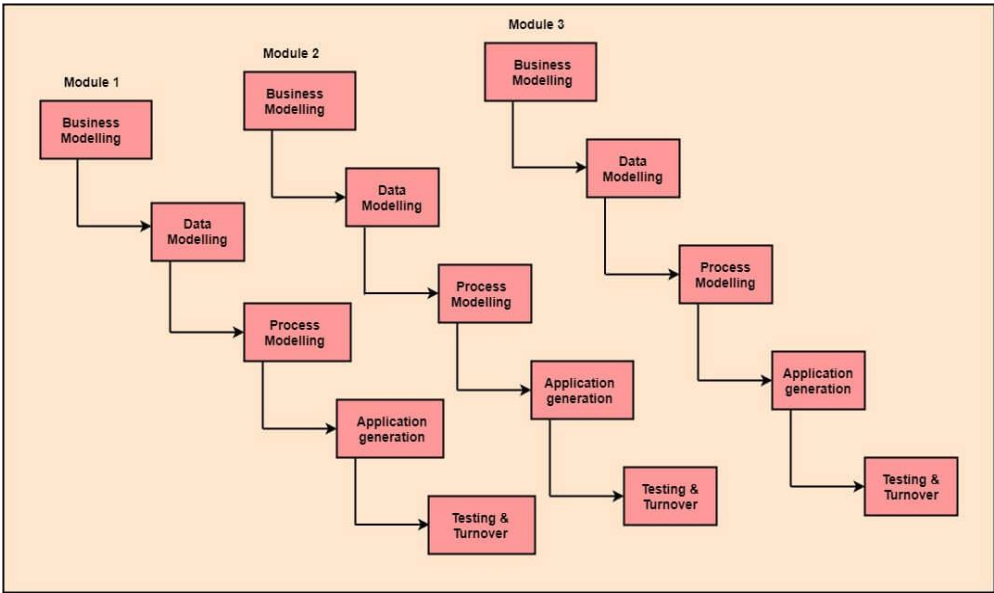 Module 1
Business
Modelling
Data
Modelling
Process
Modelling
Application
generation
Testing &
Turnover
Module 2
Business
Modelling
Data
Modelling
Process
Modelling
Application
generation
Testing &
Turnover
Module 3
Business
Modelling
Data
Modelling
Process
Modelling
Application
generation
Testing &
Turnover